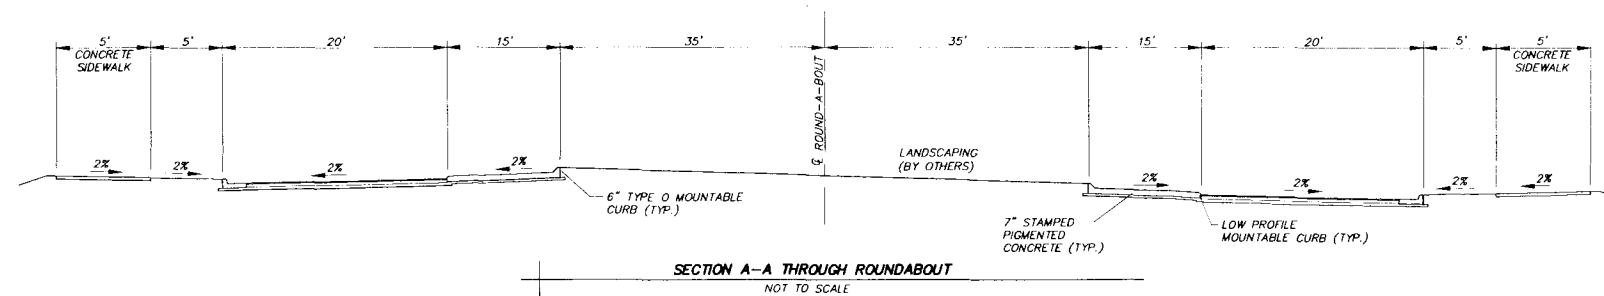 5' 5' 20' 15' 35' 35' 15' 20' 5' 5'
CONCRETE
SIDEWALK
CONCRETE
SIDEWALK
℄ ROUND-A-BOUT
2% 2% 2% 2%
LANDSCAPING
(BY OTHERS)
2% 2% 2% 2%
6" TYPE O MOUNTABLE
CURB (TYP.)
7" STAMPED
PIGMENTED
CONCRETE (TYP.)
LOW PROFILE
MOUNTABLE CURB (TYP.)
SECTION A-A THROUGH ROUNDABOUT
NOT TO SCALE